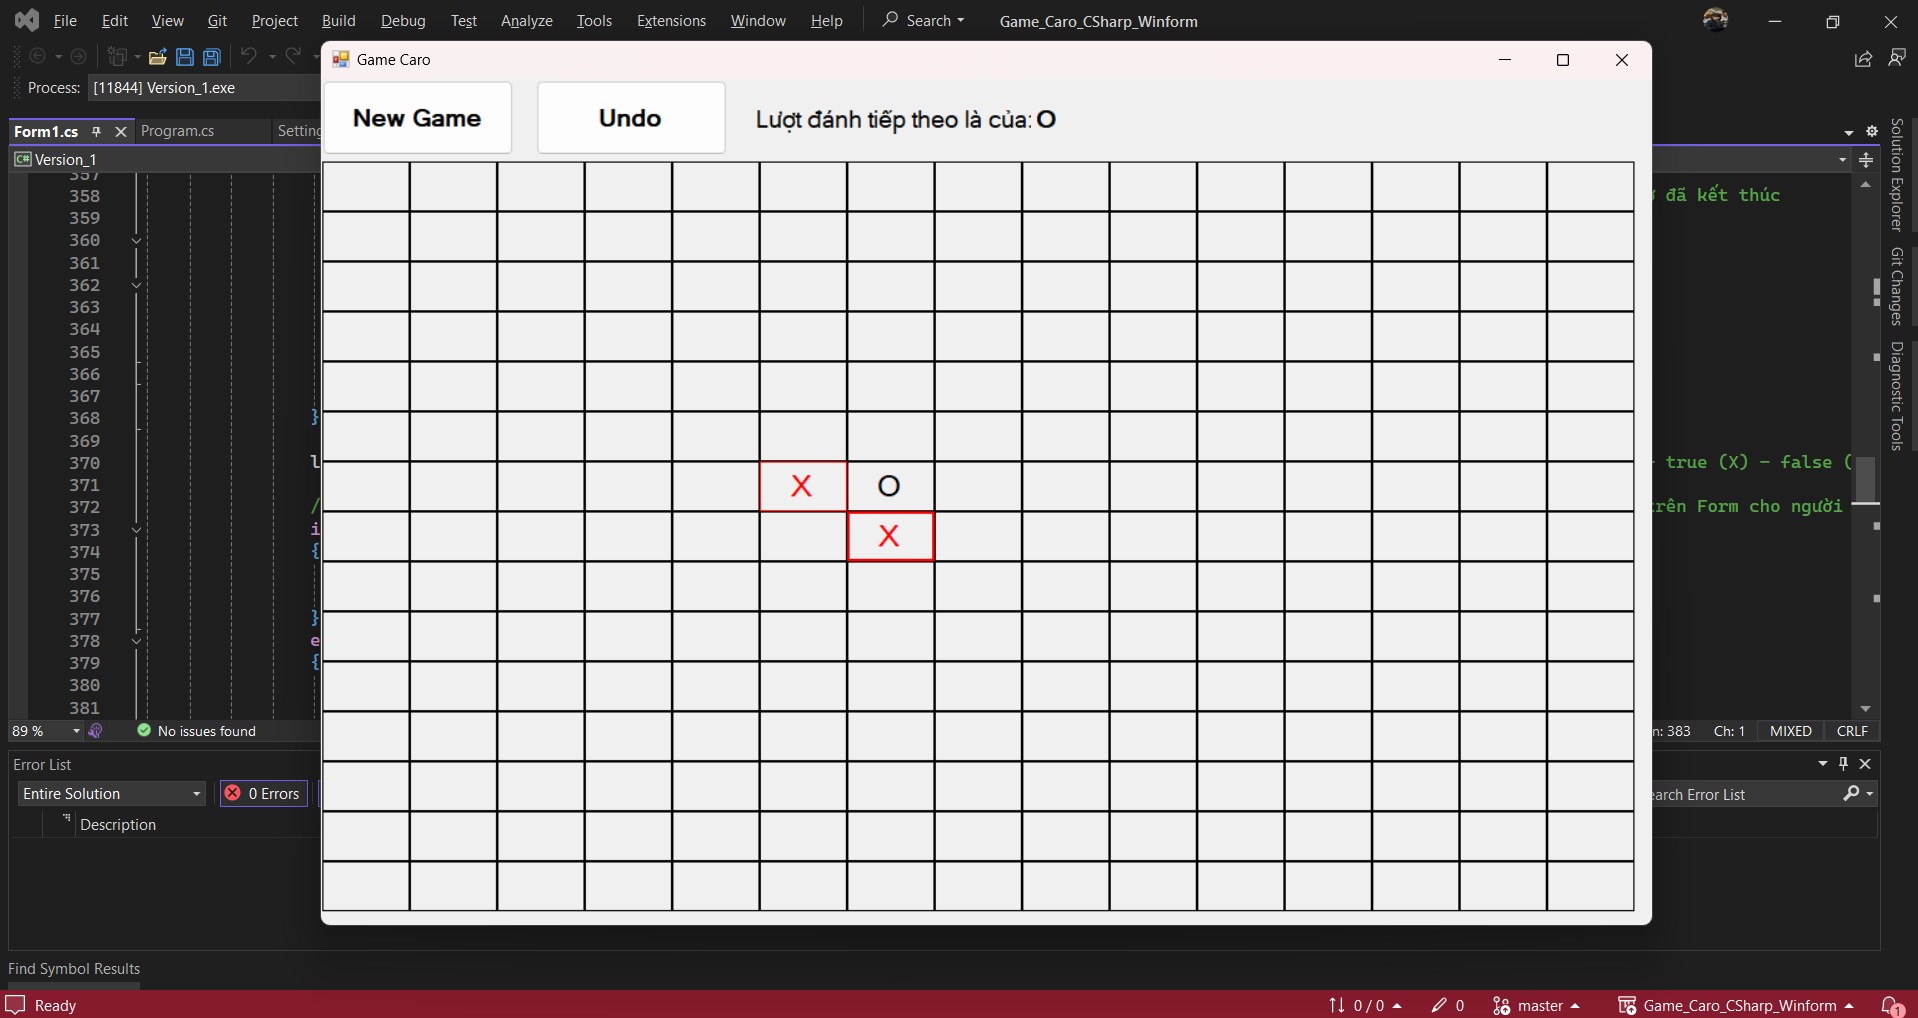 File Edit View Git Project Build Debug Test Analyze Tools Extensions Window Help Search Game_Caro_CSharp_Winform
Process: [11844] Version_1.exe
Game Caro
New Game Undo Lượt đánh tiếp theo là của: O
Form1.cs Program.cs
C# Version_1
357
358 đã kết thúc
359
360
361
362
363
364
365
366
367
368 }
369
370 l true (X) - false (
371
372 / Form cho người
373 i
374 {
375
376
377 }
378 e
379 {
380
381
X O
X
Solution Explorer
Git Changes
Diagnostic Tools
89 % No issues found n: 383 Ch: 1 MIXED CRLF
Error List
Entire Solution 0 Errors earch Error List
Description
Find Symbol Results
Ready 0 / 0 0 master Game_Caro_CSharp_Winform 1